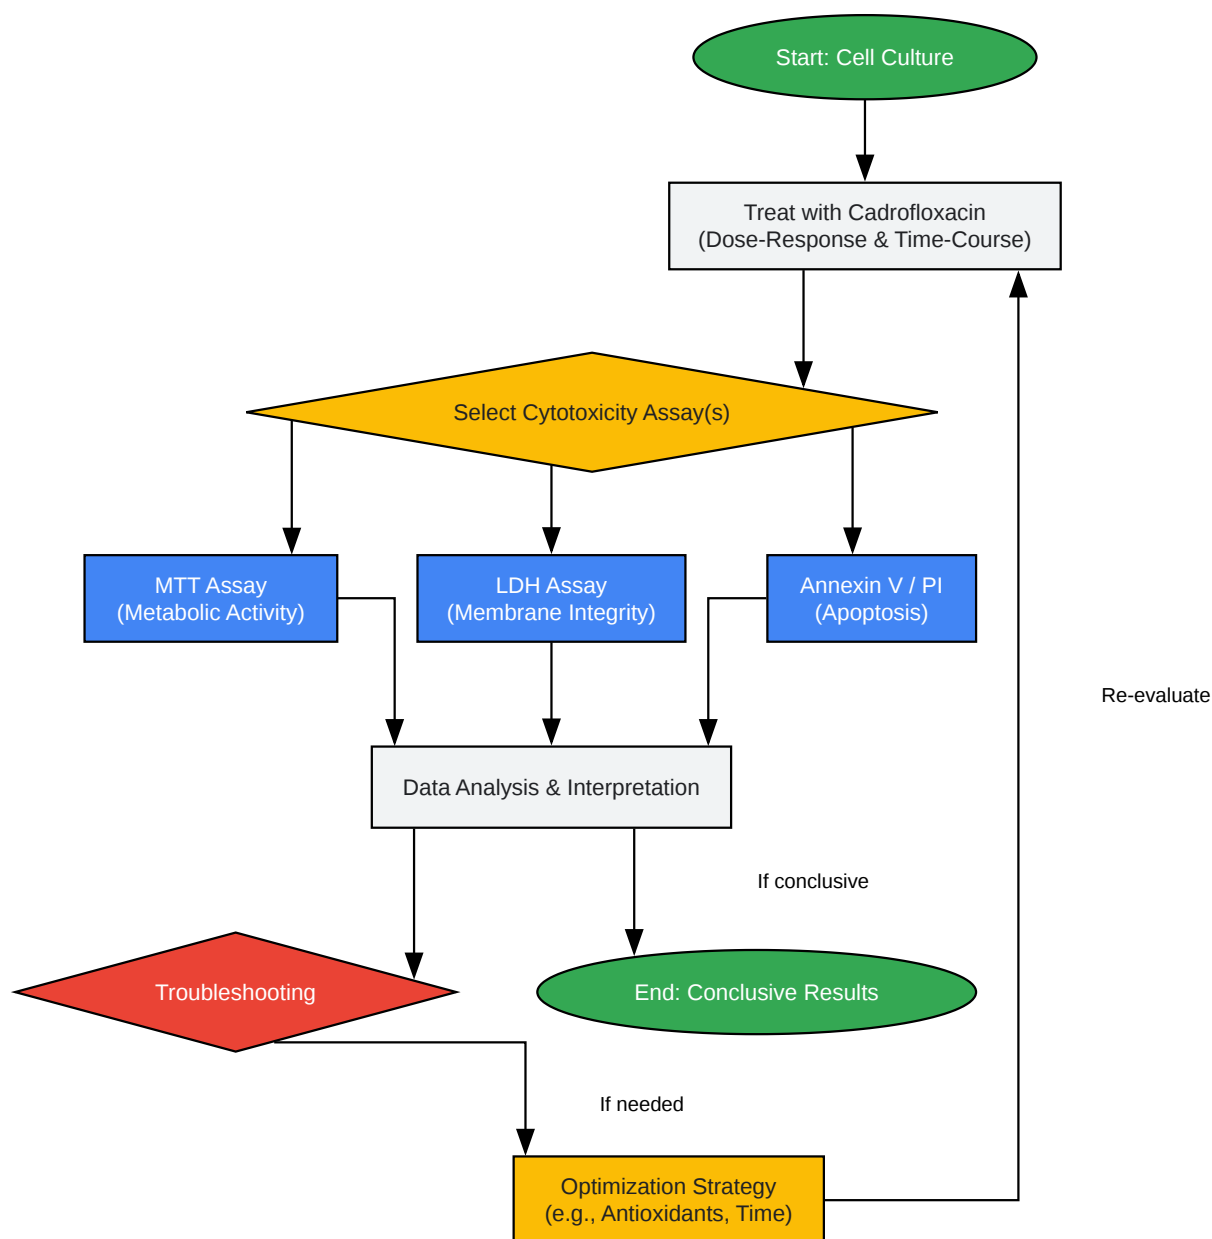 Start: Cell Culture
Treat with Cadrofloxacin
(Dose-Response & Time-Course)
Select Cytotoxicity Assay(s)
MTT Assay
(Metabolic Activity)
LDH Assay
(Membrane Integrity)
Annexin V / PI
(Apoptosis)
Re-evaluate
Data Analysis & Interpretation
If conclusive
Troubleshooting
End: Conclusive Results
If needed
Optimization Strategy
(e.g., Antioxidants, Time)